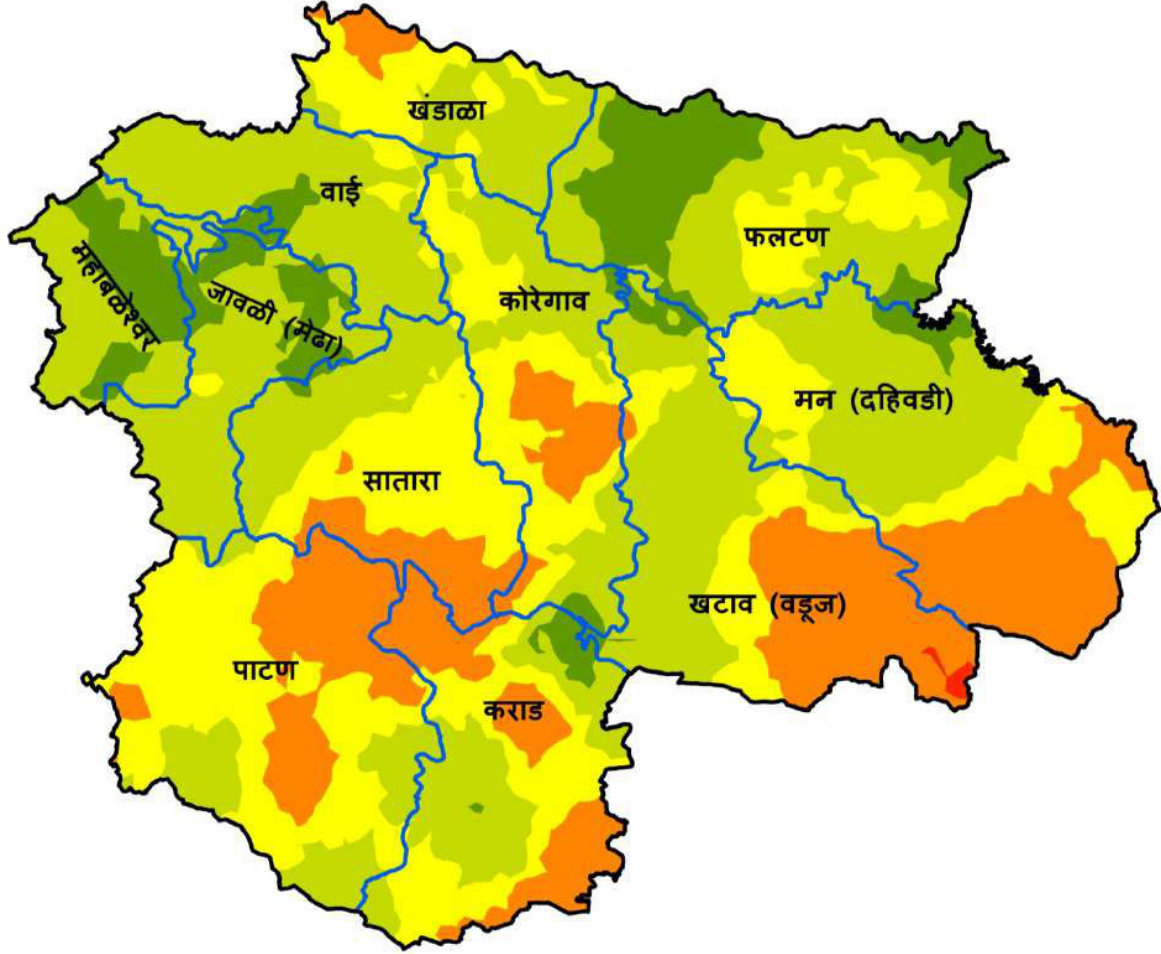 खंडाळा
वाई
महाबळेश्वर
जावळी (मेढा)
फलटण
कोरेगाव
मन (दहिवडी)
सातारा
खटाव (वडूज)
पाटण
कराड